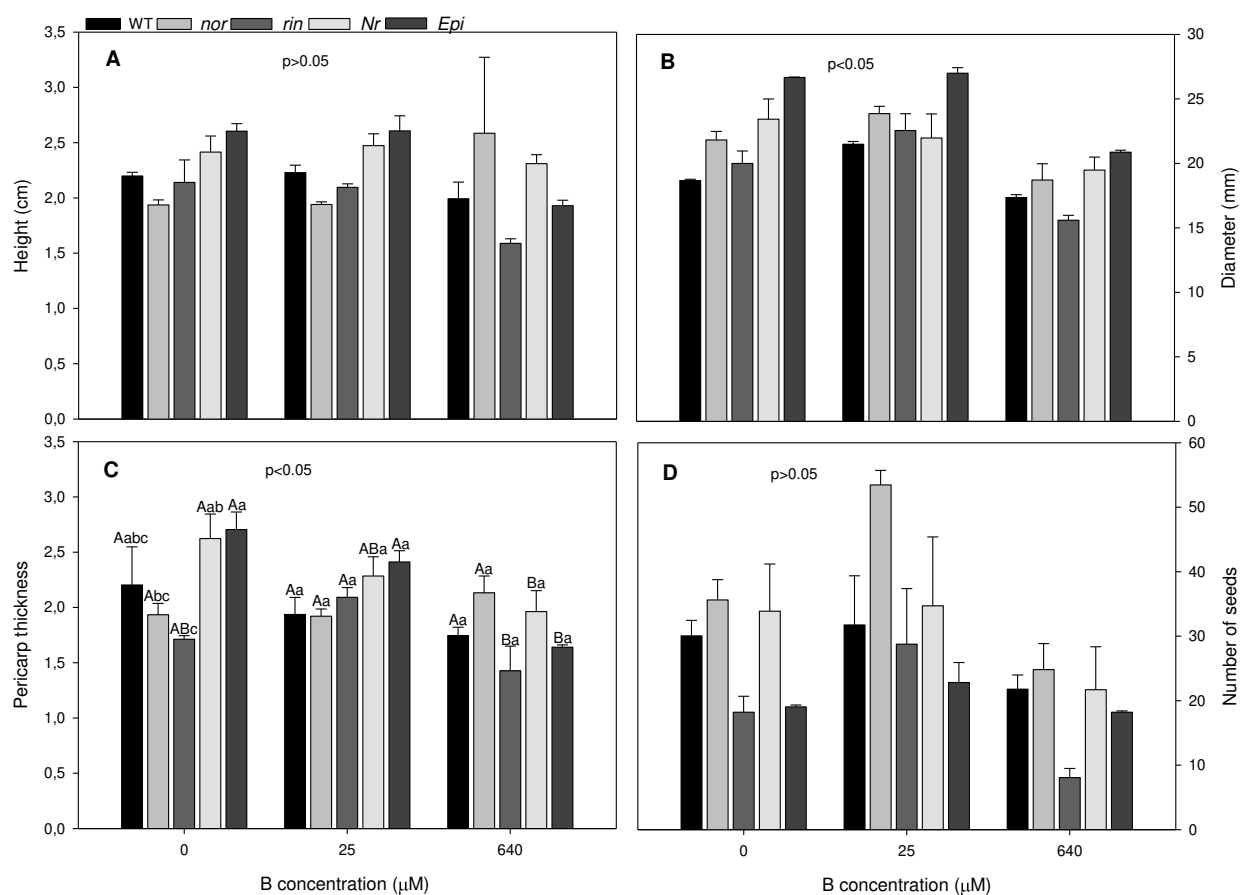 WT nor rin Nr Epi
A
p>0.05
3,5
3,0
2,5
2,0
1,5
1,0
0,5
0,0
Height (cm)
B
p<0.05
30
25
20
15
10
5
0
Diameter (mm)
C
p<0.05
3,5
3,0
2,5
2,0
1,5
1,0
0,5
0,0
Pericarp thickness
Aabc
Abc
ABc
Aab
Aa
Aa
Aa
Aa
ABa
Aa
Aa
Aa
Ba
Ba
Ba
0 25 640
B concentration (μM)
D
p>0.05
60
50
40
30
20
10
0
Number of seeds
0 25 640
B concentration (μM)